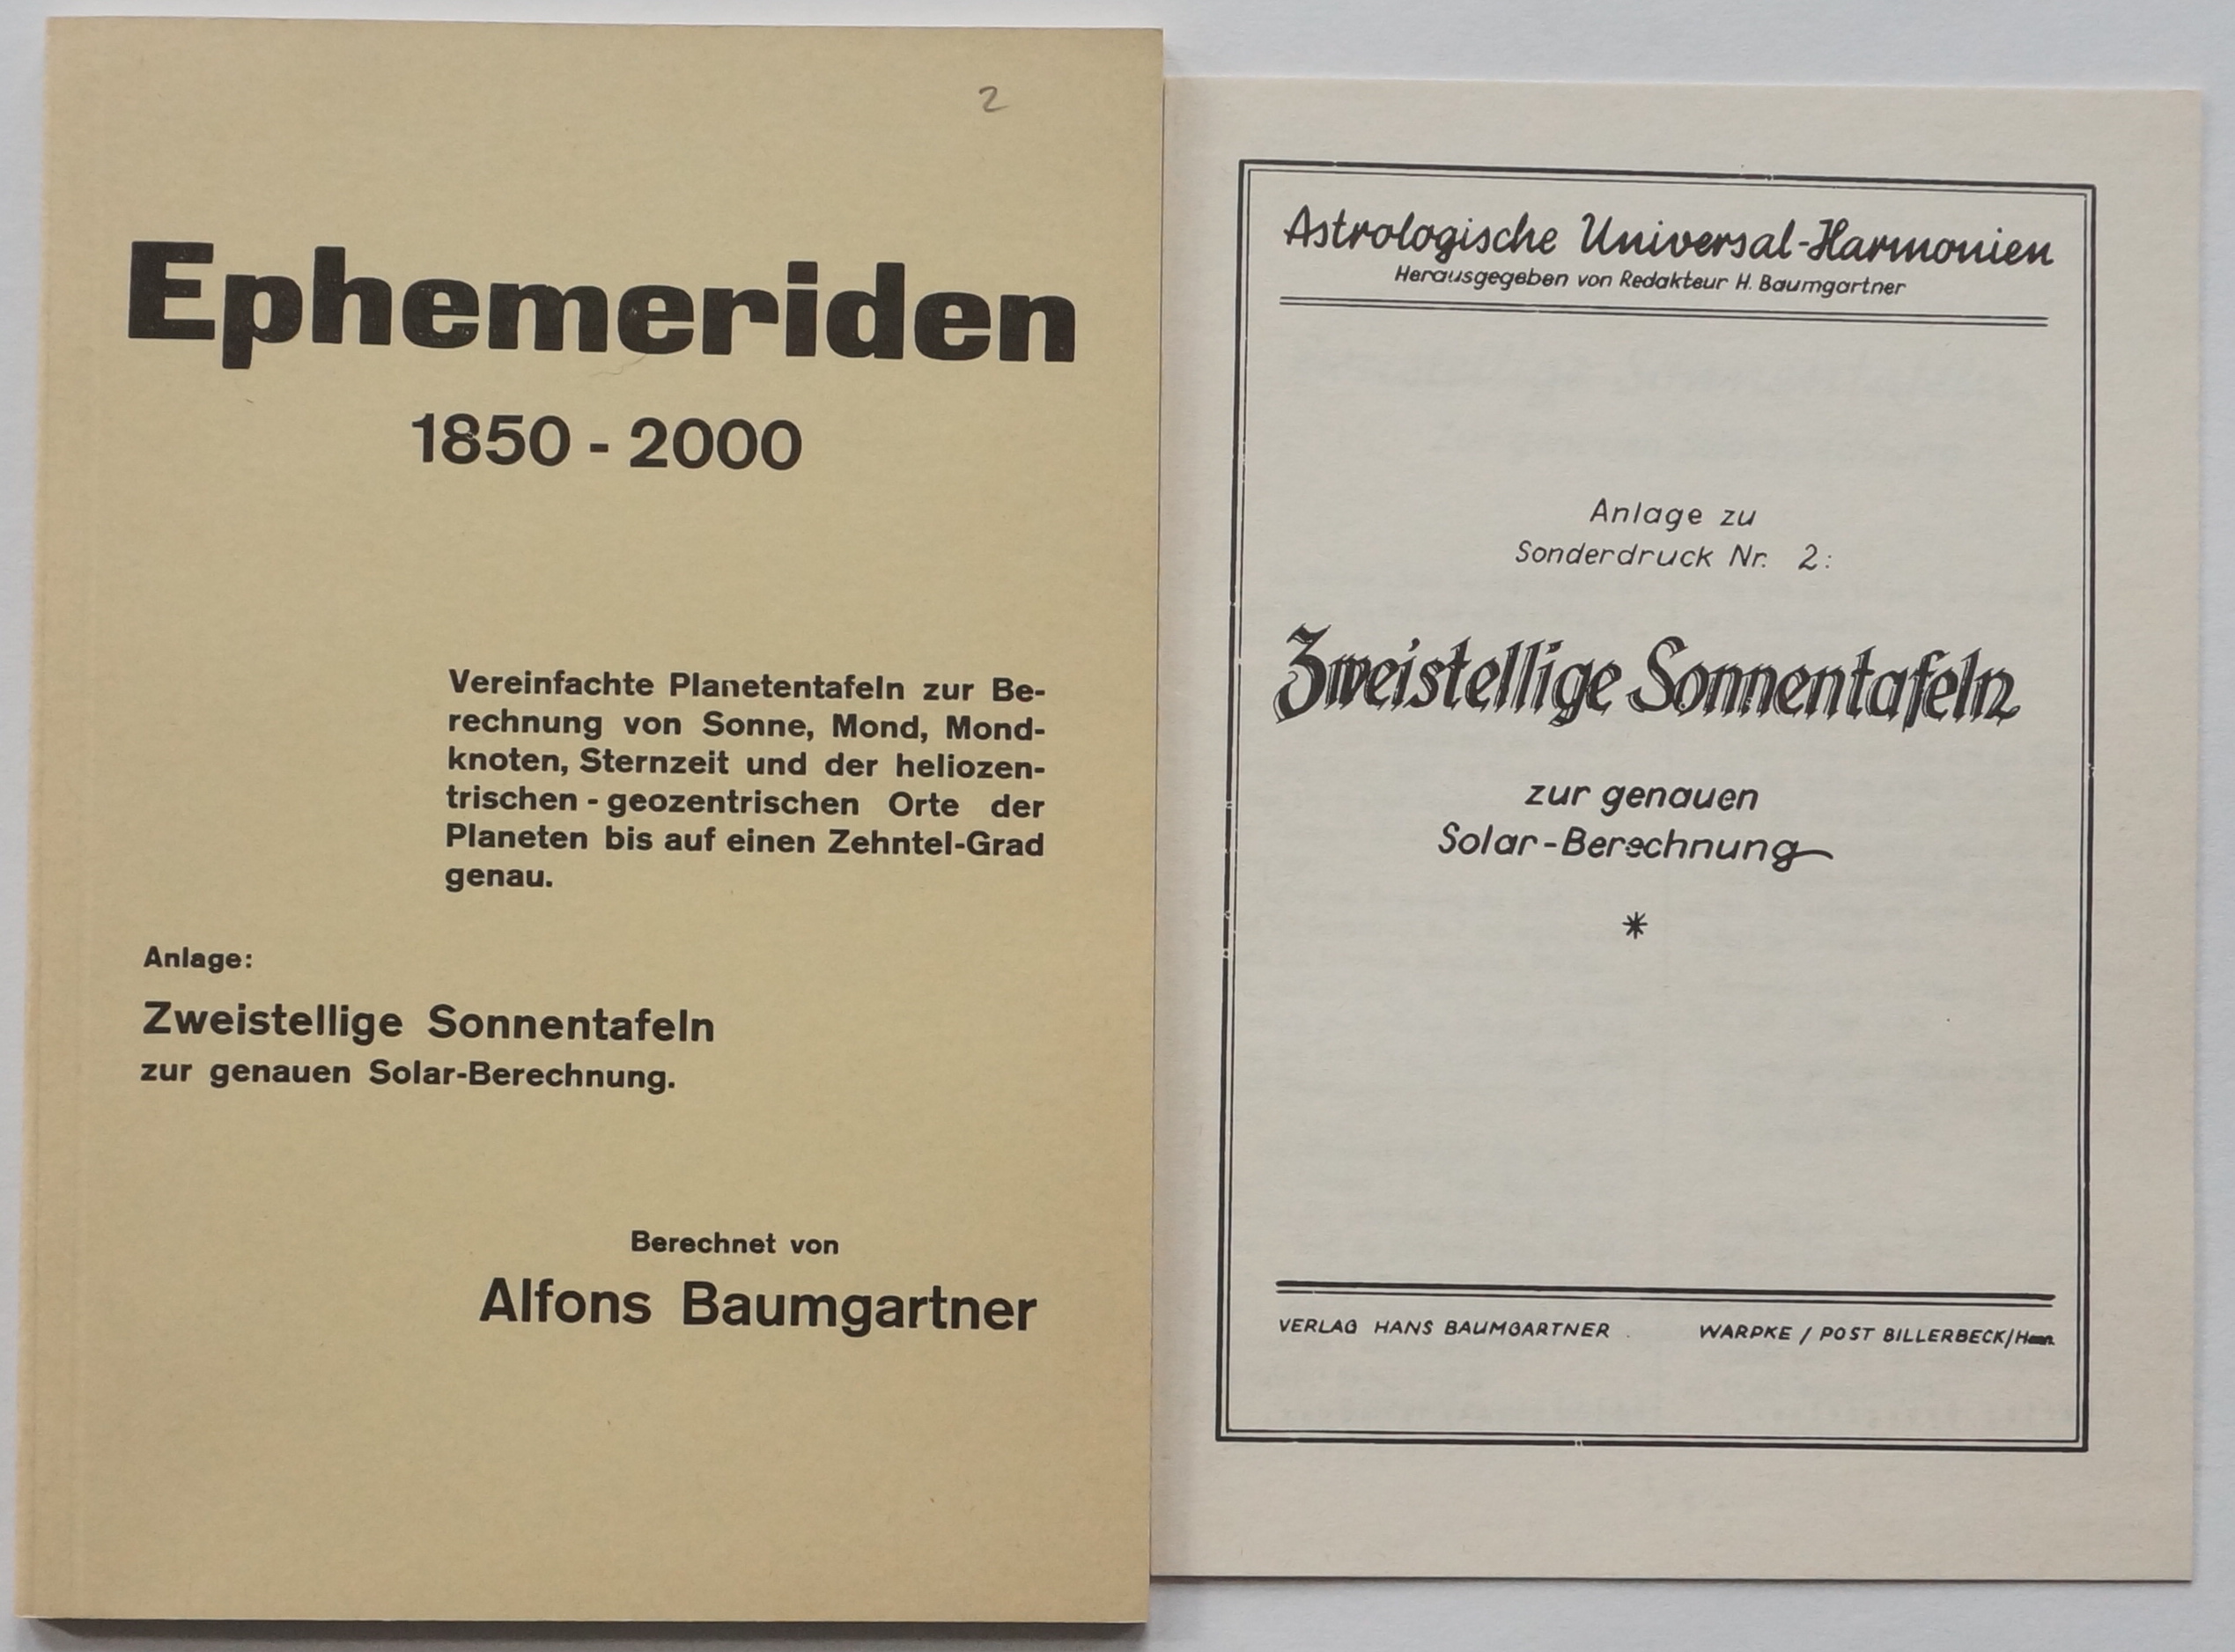 2
Ephemeriden
1850 - 2000
Vereinfachte Planetentafeln zur Be-
rechnung von Sonne, Mond, Mond-
knoten, Sternzeit und der heliozen-
trischen - geozentrischen Orte der
Planeten bis auf einen Zehntel-Grad
genau.
Anlage:
Zweistellige Sonnentafeln
zur genauen Solar-Berechnung.
Berechnet von
Alfons Baumgartner
Astrologische Universal-Harmonien
Herausgegeben von Redakteur H. Baumgartner
Anlage zu
Sonderdruck Nr. 2:
Zweistellige Sonnentafeln
zur genauen
Solar-Berechnung
*
VERLAG HANS BAUMGARTNER WARPKE / POST BILLERBECK/Hann.